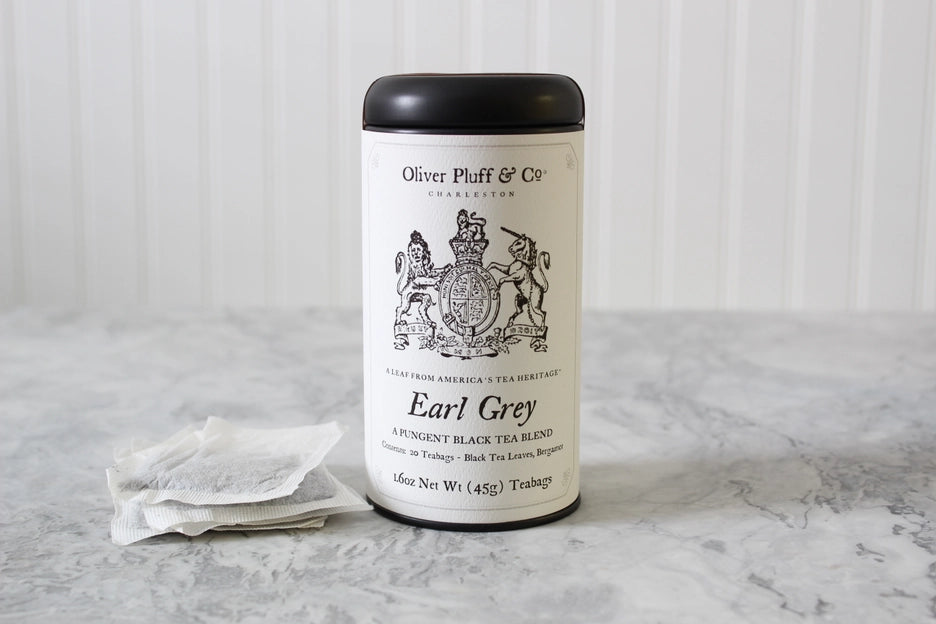 Oliver Pluff & Co
CHARLESTON
A LEAF FROM AMERICA'S TEA HERITAGE
Earl Grey
A PUNGENT BLACK TEA BLEND
Contents: 20 Teabags - Black Tea Leaves, Bergamot
1.6oz Net Wt (45g) Teabags